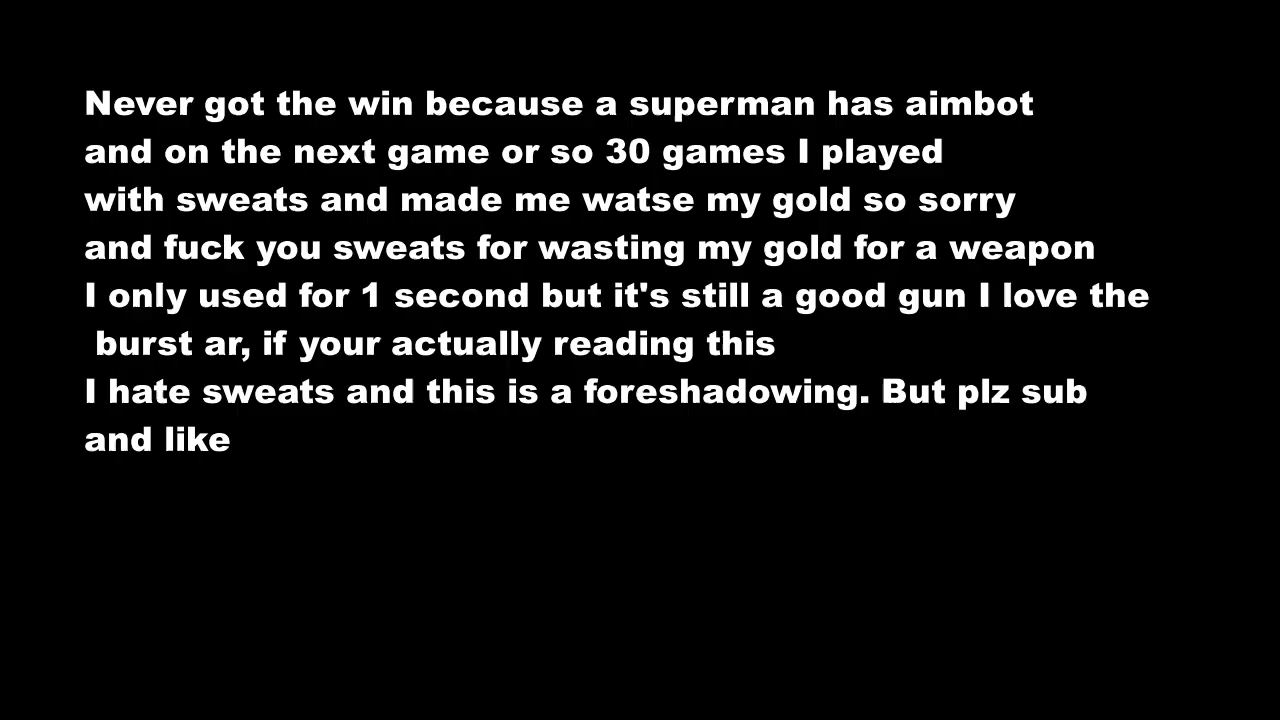 Never got the win because a superman has aimbot
and on the next game or so 30 games I played
with sweats and made me watse my gold so sorry
and fuck you sweats for wasting my gold for a weapon
I only used for 1 second but it's still a good gun I love the
burst ar, if your actually reading this
I hate sweats and this is a foreshadowing. But plz sub
and like